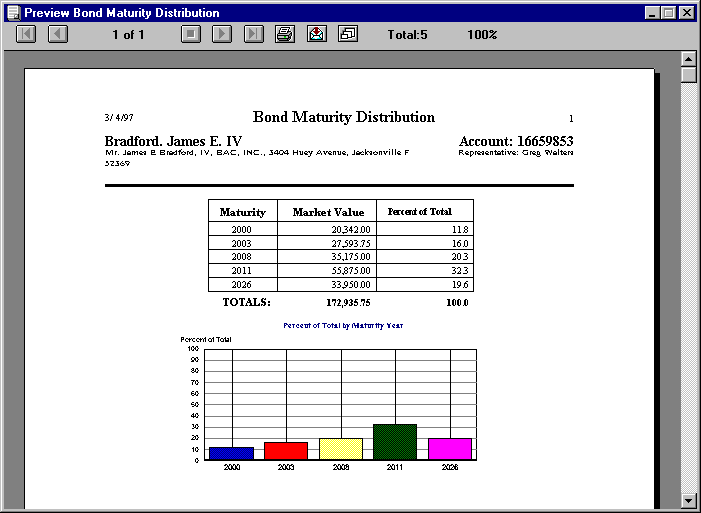 Preview Bond Maturity Distribution
1 of 1 Total:5 100%
3/ 4/97 Bond Maturity Distribution 1
Bradford. James E. IV Account: 16659853
Mr. James E Bradford, IV, BAC, INC., 3404 Huey Avenue, Jacksonville F Representative: Greg Walters
32369
Maturity Market Value Percent of Total
2000 20,342.00 11.8
2003 27,593.75 16.0
2008 35,175.00 20.3
2011 55,875.00 32.3
2026 33,950.00 19.6
TOTALS: 172,935.75 100.0
Percent of Total by Maturity Year
Percent of Total
100
90
80
70
60
50
40
30
20
10
0
2000 2003 2008 2011 2026